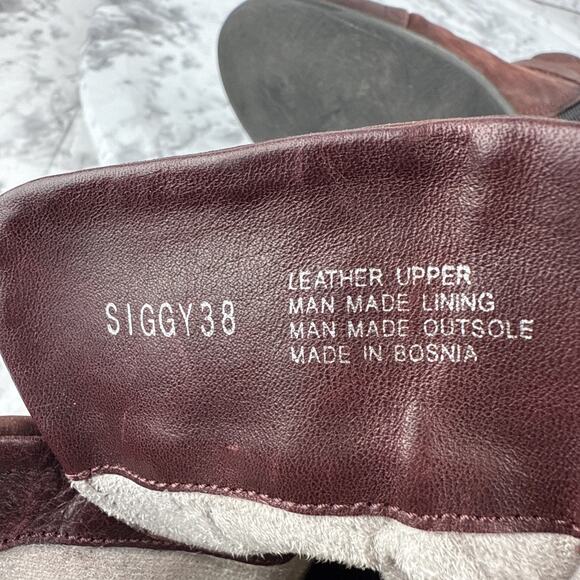 SIGGY38
LEATHER UPPER
MAN MADE LINING
MAN MADE OUTSOLE
MADE IN BOSNIA